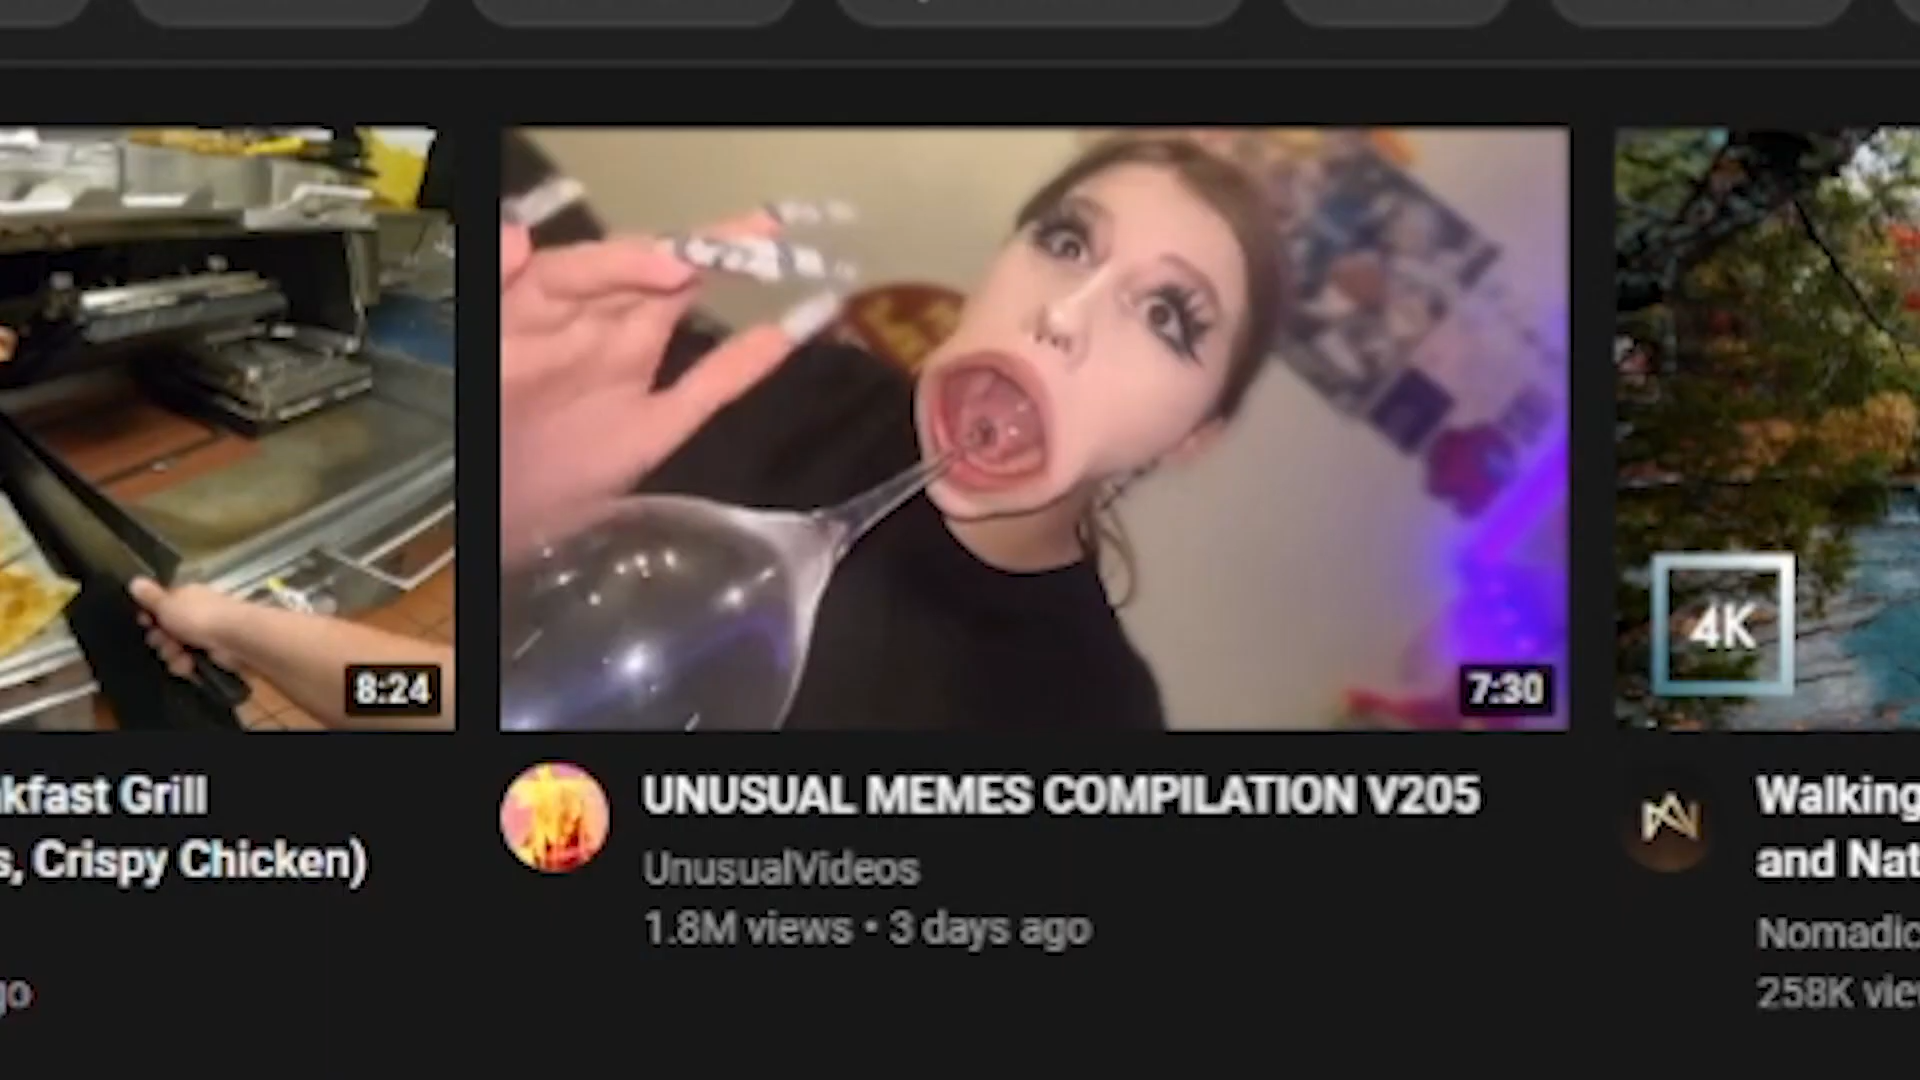 8:24
kfast Grill
s, Crispy Chicken)
go
7:30
UNUSUAL MEMES COMPILATION V205
UnusualVideos
1.8M views • 3 days ago
4K
Walking
and Nat
Nomadic
258K view